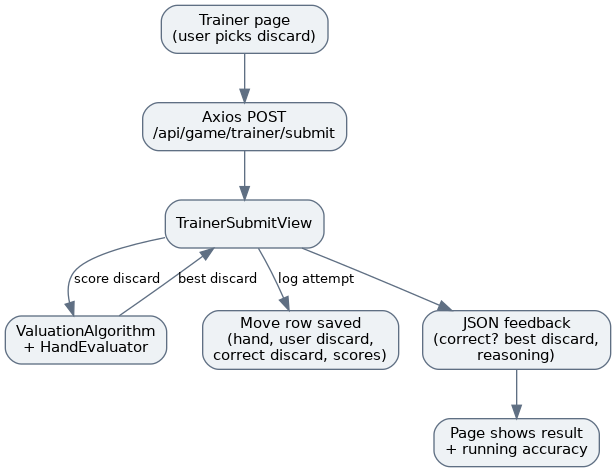 Trainer page
(user picks discard)
Axios POST
/api/game/trainer/submit
TrainerSubmitView
score discard
best discard
log attempt
ValuationAlgorithm
+ HandEvaluator
Move row saved
(hand, user discard,
correct discard, scores)
JSON feedback
(correct? best discard,
reasoning)
Page shows result
+ running accuracy